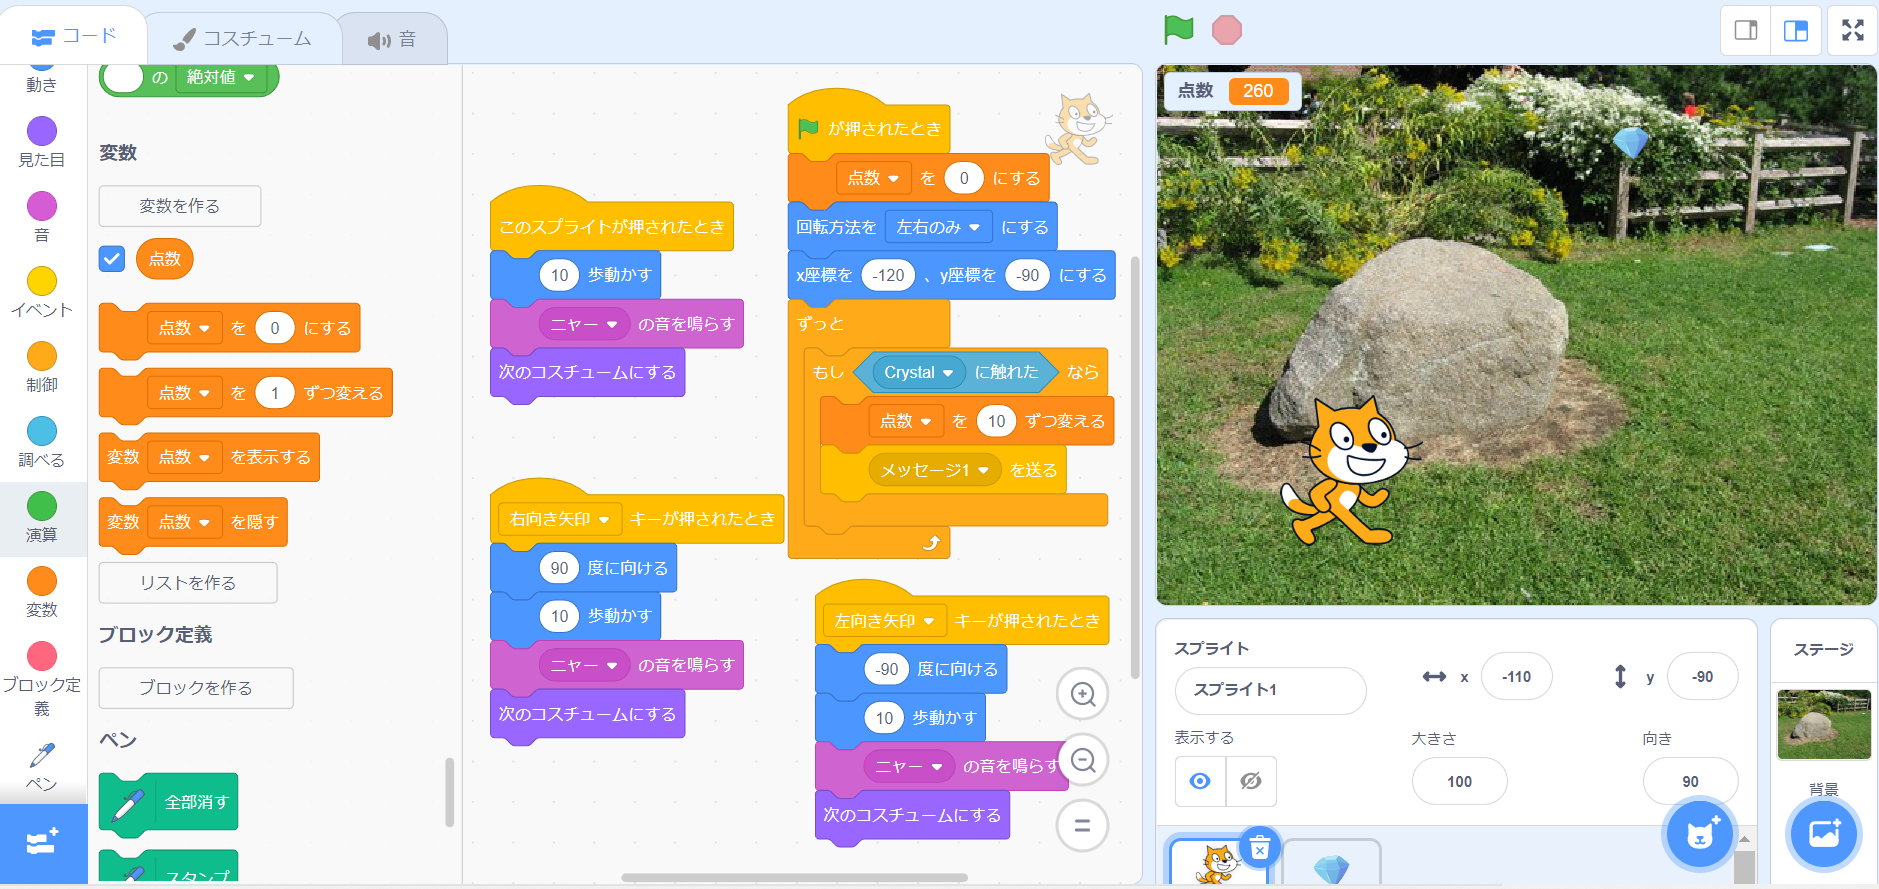 コード
コスチューム
音
動き
見た目
音
イベント
制御
調べる
演算
変数
ブロック定
義
ペン
の 絶対値
変数
変数を作る
点数
点数 を 0 にする
点数 を 1 ずつ変える
変数 点数 を表示する
変数 点数 を隠す
リストを作る
ブロック定義
ブロックを作る
ペン
全部消す
スタンプ
このスプライトが押されたとき
10 歩動かす
ニャー の音を鳴らす
次のコスチュームにする
右向き矢印 キーが押されたとき
90 度に向ける
10 歩動かす
ニャー の音を鳴らす
次のコスチュームにする
が押されたとき
点数 を 0 にする
回転方法を 左右のみ にする
x座標を -120 、y座標を -90 にする
ずっと
もし Crystal に触れた なら
点数 を 10 ずつ変える
メッセージ1 を送る
左向き矢印 キーが押されたとき
-90 度に向ける
10 歩動かす
ニャー の音を鳴らす
次のコスチュームにする
点数 260
スプライト
スプライト1
x -110
y -90
表示する
大きさ
100
向き
90
ステージ
背景